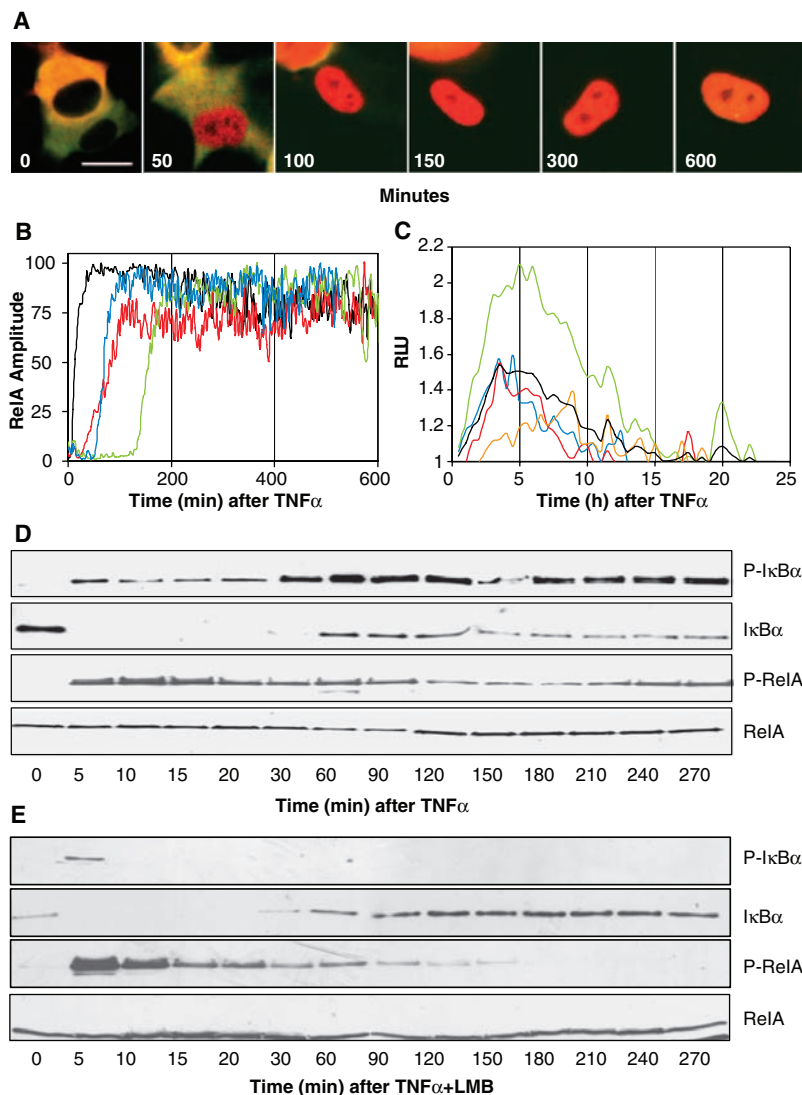 A
0 50 100 150 300 600
Minutes
B
RelA Amplitude
100
75
50
25
0
0 200 400 600
Time (min) after TNFα
C
RLU
2.2
2
1.8
1.6
1.4
1.2
1
0 5 10 15 20 25
Time (h) after TNFα
D
P-IκBα
IκBα
P-RelA
RelA
0 5 10 15 20 30 60 90 120 150 180 210 240 270
Time (min) after TNFα
E
P-IκBα
IκBα
P-RelA
RelA
0 5 10 15 20 30 60 90 120 150 180 210 240 270
Time (min) after TNFα+LMB